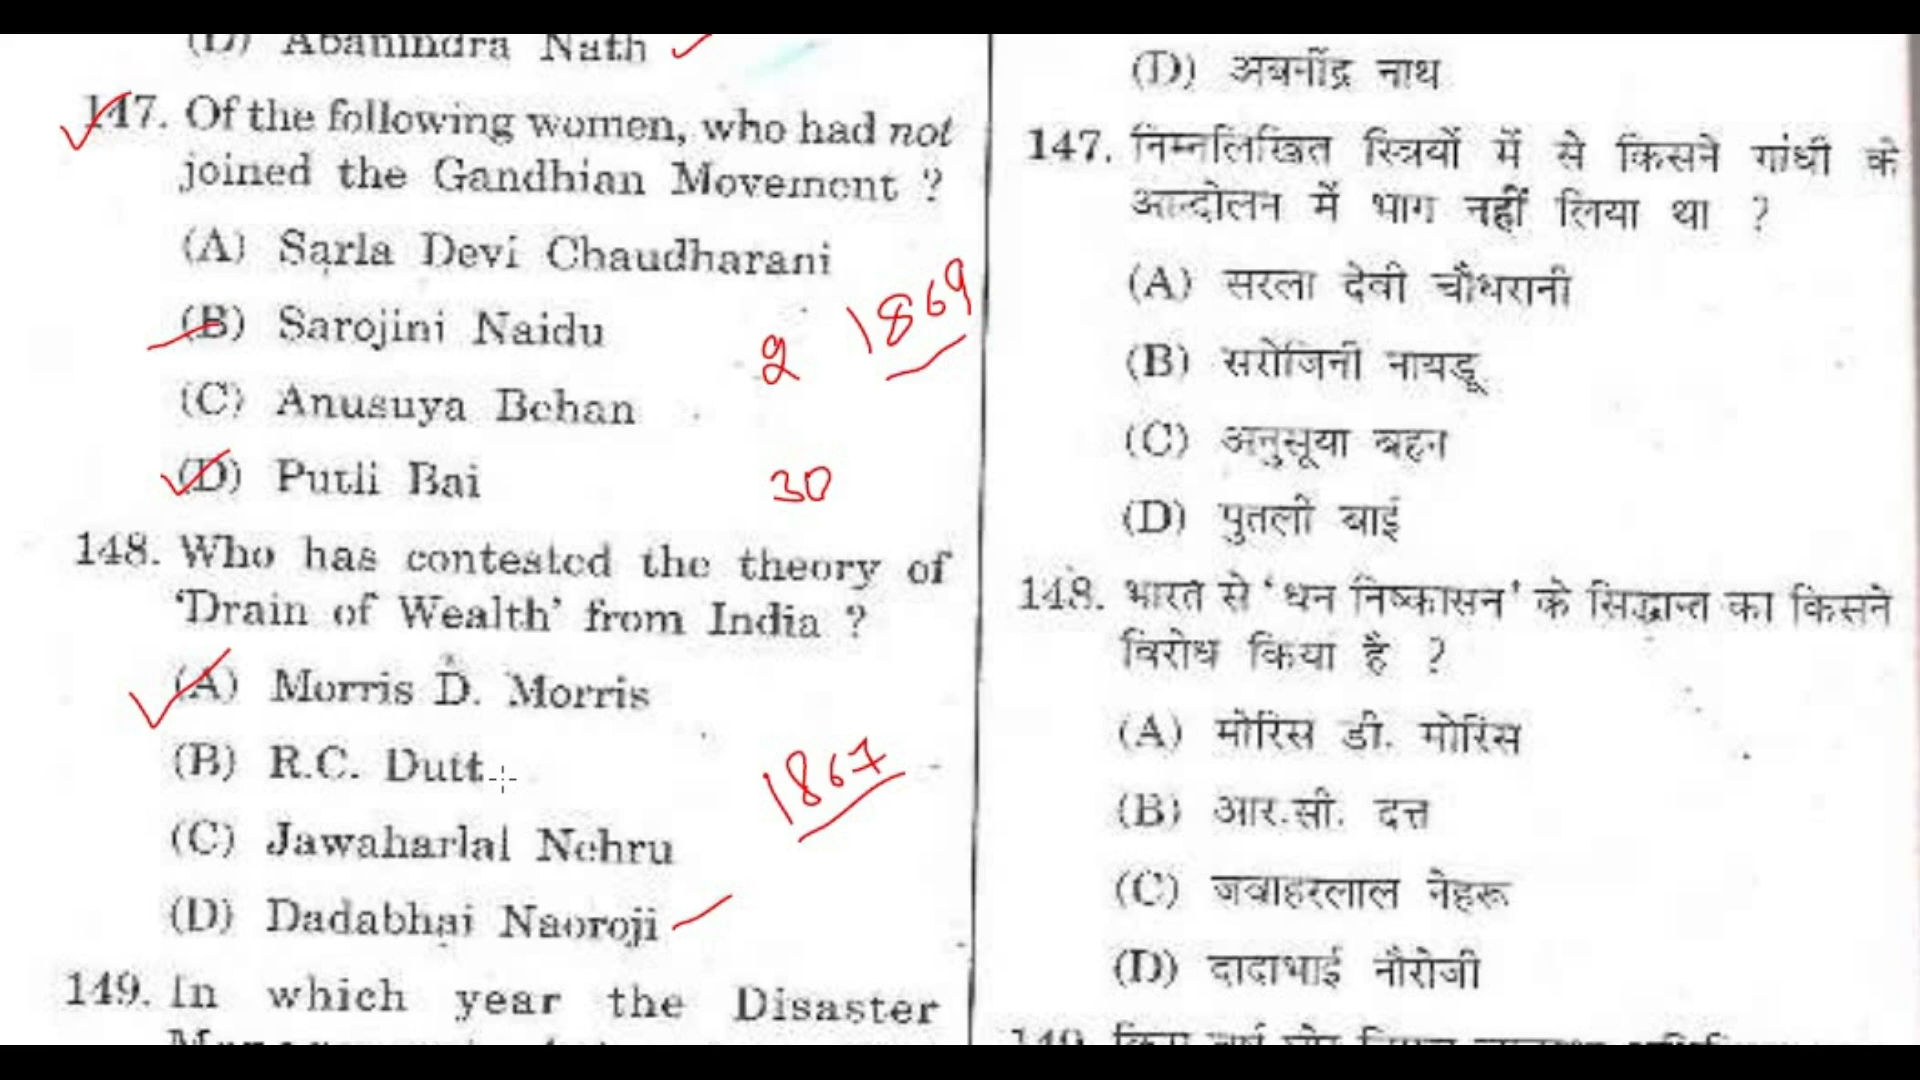 (D) Abanindra Nath
147. Of the following women, who had not
joined the Gandhian Movement ?
(A) Sarla Devi Chaudharani
(B) Sarojini Naidu
(C) Anusuya Behan
(D) Putli Bai
2 1869
30
148. Who has contested the theory of
'Drain of Wealth' from India ?
(A) Morris D. Morris
(B) R.C. Dutt
(C) Jawaharlal Nehru
(D) Dadabhai Naoroji
1867
149. In which year the Disaster
(D) अबनींद्र नाथ
147. निम्नलिखित स्त्रियों में से किसने गांधी के
आन्दोलन में भाग नहीं लिया था ?
(A) सरला देवी चौधरानी
(B) सरोजिनी नायडू
(C) अनुसूया बहन
(D) पुतली बाई
148. भारत से 'धन निष्कासन' के सिद्धान्त का किसने
विरोध किया है ?
(A) मोरिस डी. मोरिस
(B) आर.सी. दत्त
(C) जवाहरलाल नेहरू
(D) दादाभाई नौरोजी